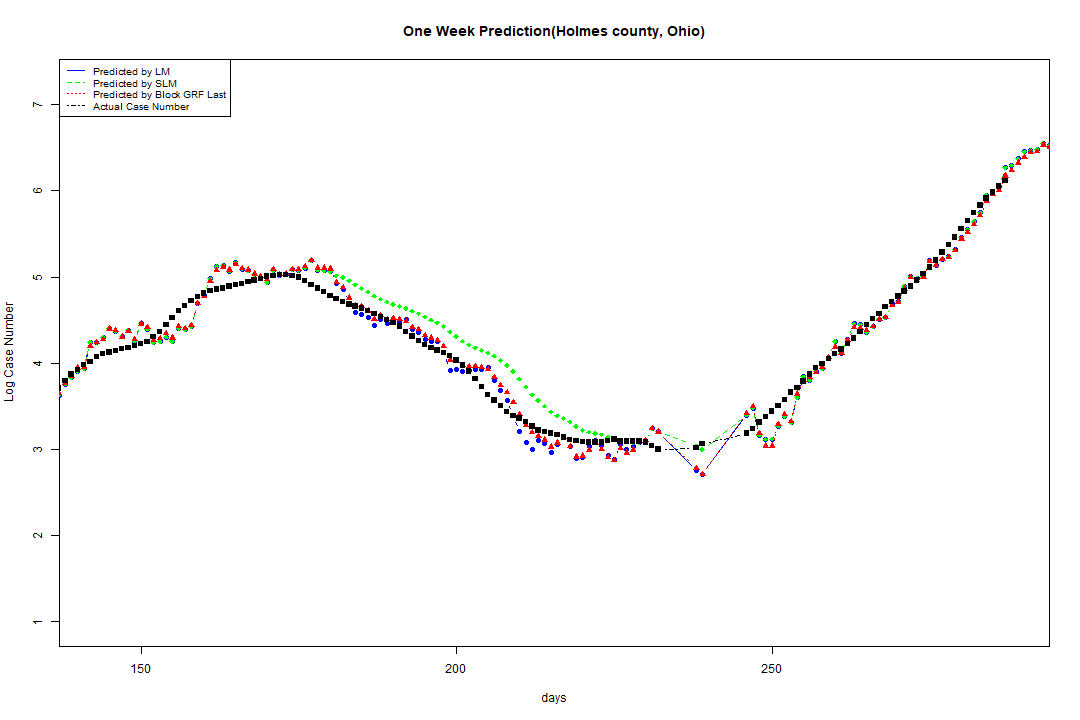 One Week Prediction(Holmes county, Ohio)
Predicted by LM
Predicted by SLM
Predicted by Block GRF Last
Actual Case Number
7
6
5
4
3
2
1
Log Case Number
150
200
250
days